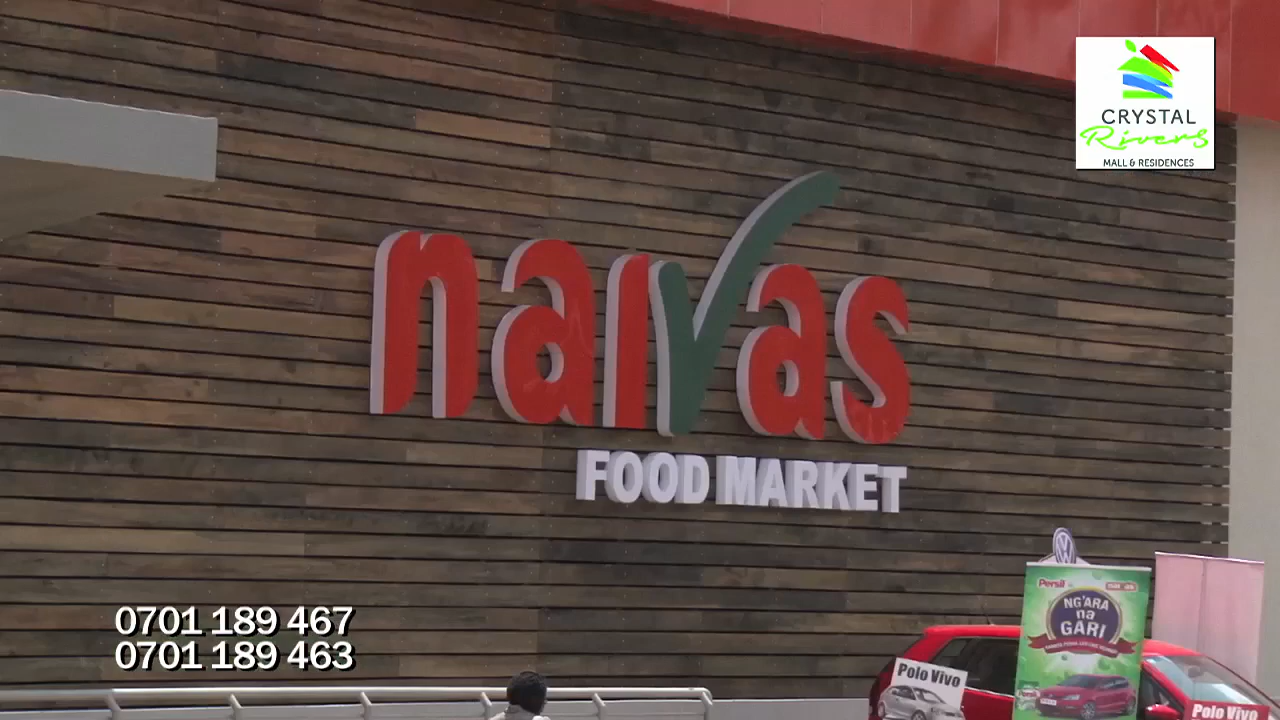 CRYSTAL
Rivers
MALL & RESIDENCES
naivas
FOOD MARKET
0701 189 467
0701 189 463
Persil
NG'ARA
na
GARI
Polo Vivo
Polo Vivo